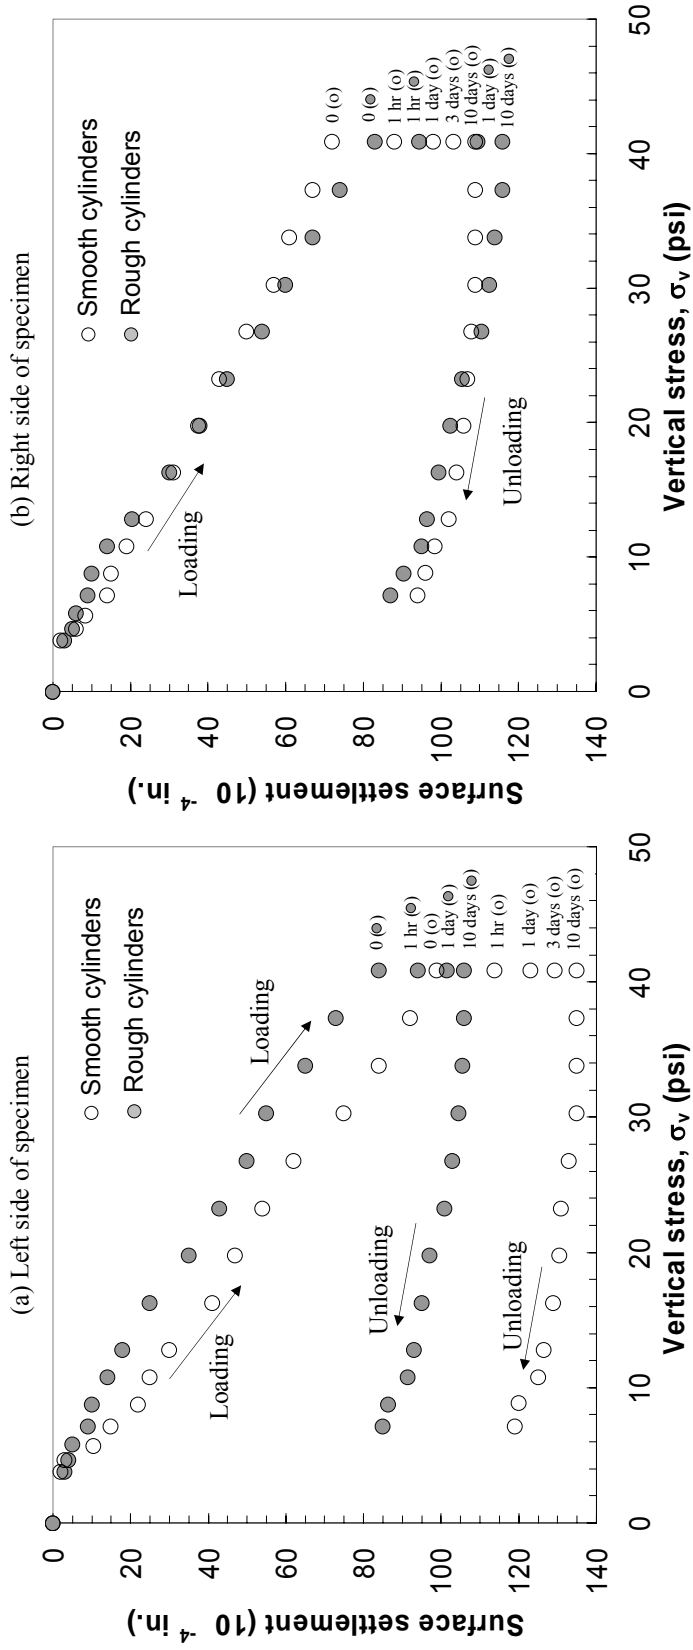 (a) Left side of specimen
Smooth cylinders
Rough cylinders
Loading
Loading
Unloading
Unloading
0 (●)
1 hr (●)
0 (o)
1 day (●)
10 days (●)
1 hr (o)
1 day (o)
3 days (o)
10 days (o)
0
20
40
60
80
100
120
140
Surface settlement (10 -4 in.)
0
10
20
30
40
50
Vertical stress, σv (psi)
(b) Right side of specimen
Smooth cylinders
Rough cylinders
Loading
Unloading
0 (o)
0 (●)
1 hr (o)
1 hr (●)
1 day (o)
3 days (o)
10 days (o)
1 day (●)
10 days (●)
0
20
40
60
80
100
120
140
Surface settlement (10 -4 in.)
0
10
20
30
40
50
Vertical stress, σv (psi)